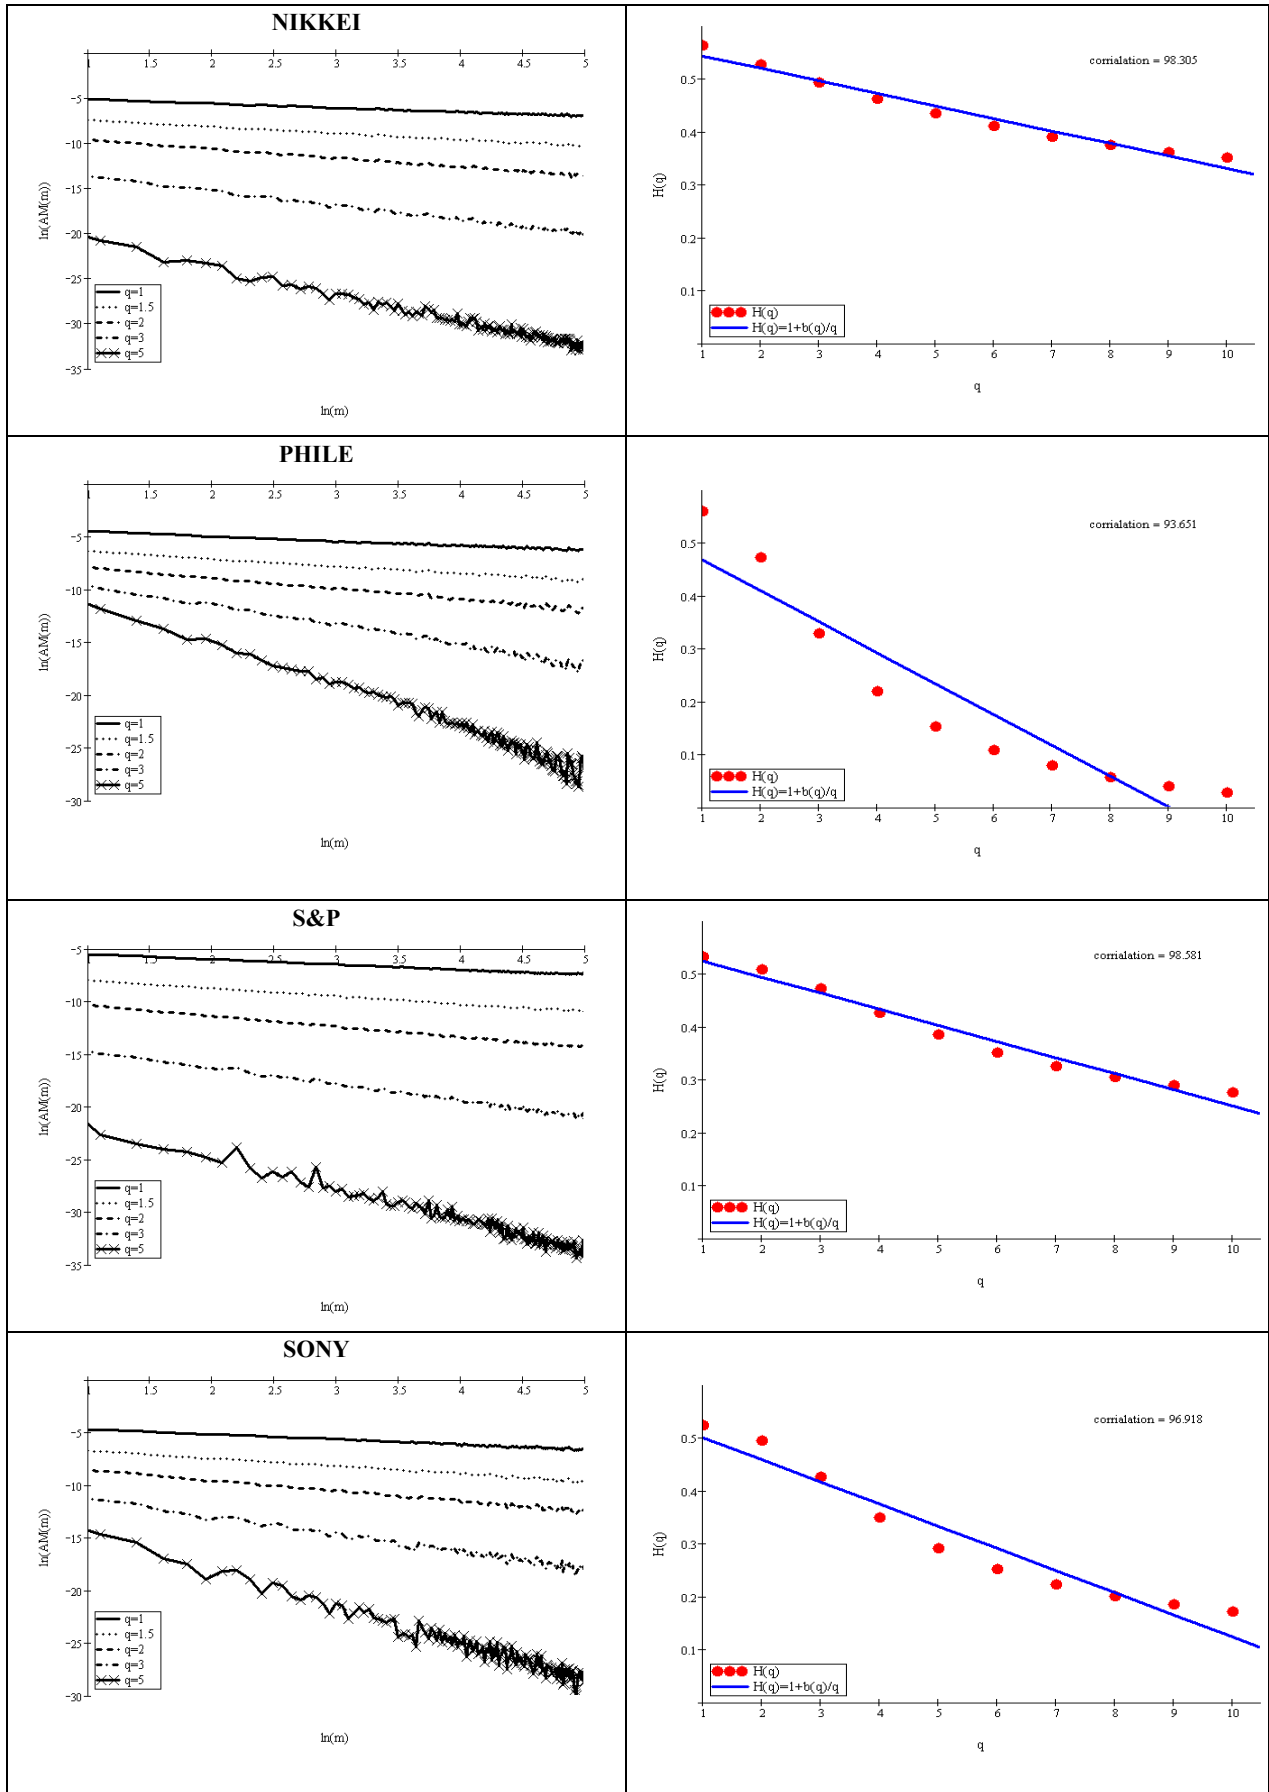 NIKKEI
1 1.5 2 2.5 3 3.5 4 4.5 5
−5
−10
−15
−20
−25
−30
−35
ln(AM(m))
ln(m)
q=1
q=1.5
q=2
q=3
q=5
corrialation = 98.305
0.5
0.4
0.3
0.2
0.1
H(q)
H(q)
H(q)=1+b(q)/q
1 2 3 4 5 6 7 8 9 10
q
PHILE
1 1.5 2 2.5 3 3.5 4 4.5 5
−5
−10
−15
−20
−25
−30
ln(AM(m))
ln(m)
q=1
q=1.5
q=2
q=3
q=5
corrialation = 93.651
0.5
0.4
0.3
0.2
0.1
H(q)
H(q)
H(q)=1+b(q)/q
1 2 3 4 5 6 7 8 9 10
q
S&P
−5
1 1.5 2 2.5 3 3.5 4 4.5 5
−10
−15
−20
−25
−30
−35
ln(AM(m))
ln(m)
q=1
q=1.5
q=2
q=3
q=5
corrialation = 98.581
0.5
0.4
0.3
0.2
0.1
H(q)
H(q)
H(q)=1+b(q)/q
1 2 3 4 5 6 7 8 9 10
q
SONY
1 1.5 2 2.5 3 3.5 4 4.5 5
−5
−10
−15
−20
−25
−30
ln(AM(m))
ln(m)
q=1
q=1.5
q=2
q=3
q=5
corrialation = 96.918
0.5
0.4
0.3
0.2
0.1
H(q)
H(q)
H(q)=1+b(q)/q
1 2 3 4 5 6 7 8 9 10
q